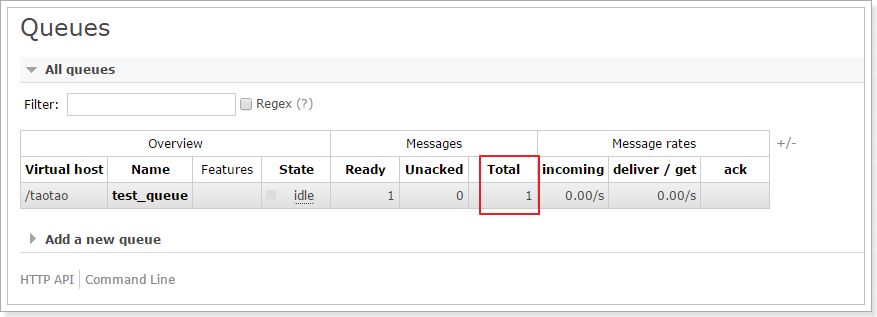 Queues
All queues
Filter: Regex (?)
Overview Messages Message rates +/-
Virtual host Name Features State Ready Unacked Total incoming deliver / get ack
/taotao test_queue idle 1 0 1 0.00/s 0.00/s
Add a new queue
HTTP API Command Line